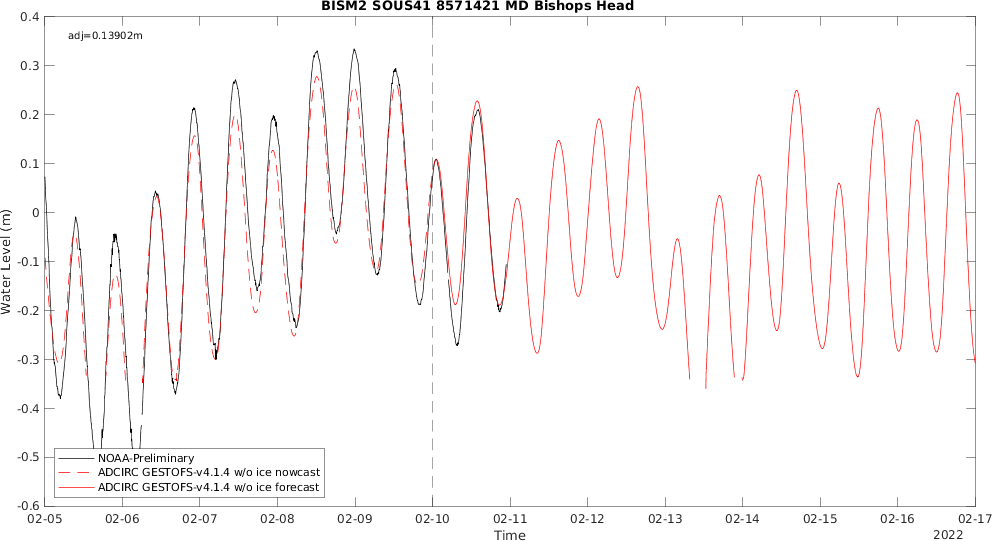 BISM2 SOUS41 8571421 MD Bishops Head
adj=0.13902m
0.4
0.3
0.2
0.1
0
-0.1
-0.2
-0.3
-0.4
-0.5
-0.6
Water Level (m)
NOAA-Preliminary
ADCIRC GESTOFS-v4.1.4 w/o ice nowcast
ADCIRC GESTOFS-v4.1.4 w/o ice forecast
02-05 02-06 02-07 02-08 02-09 02-10 02-11 02-12 02-13 02-14 02-15 02-16 02-17
Time
2022